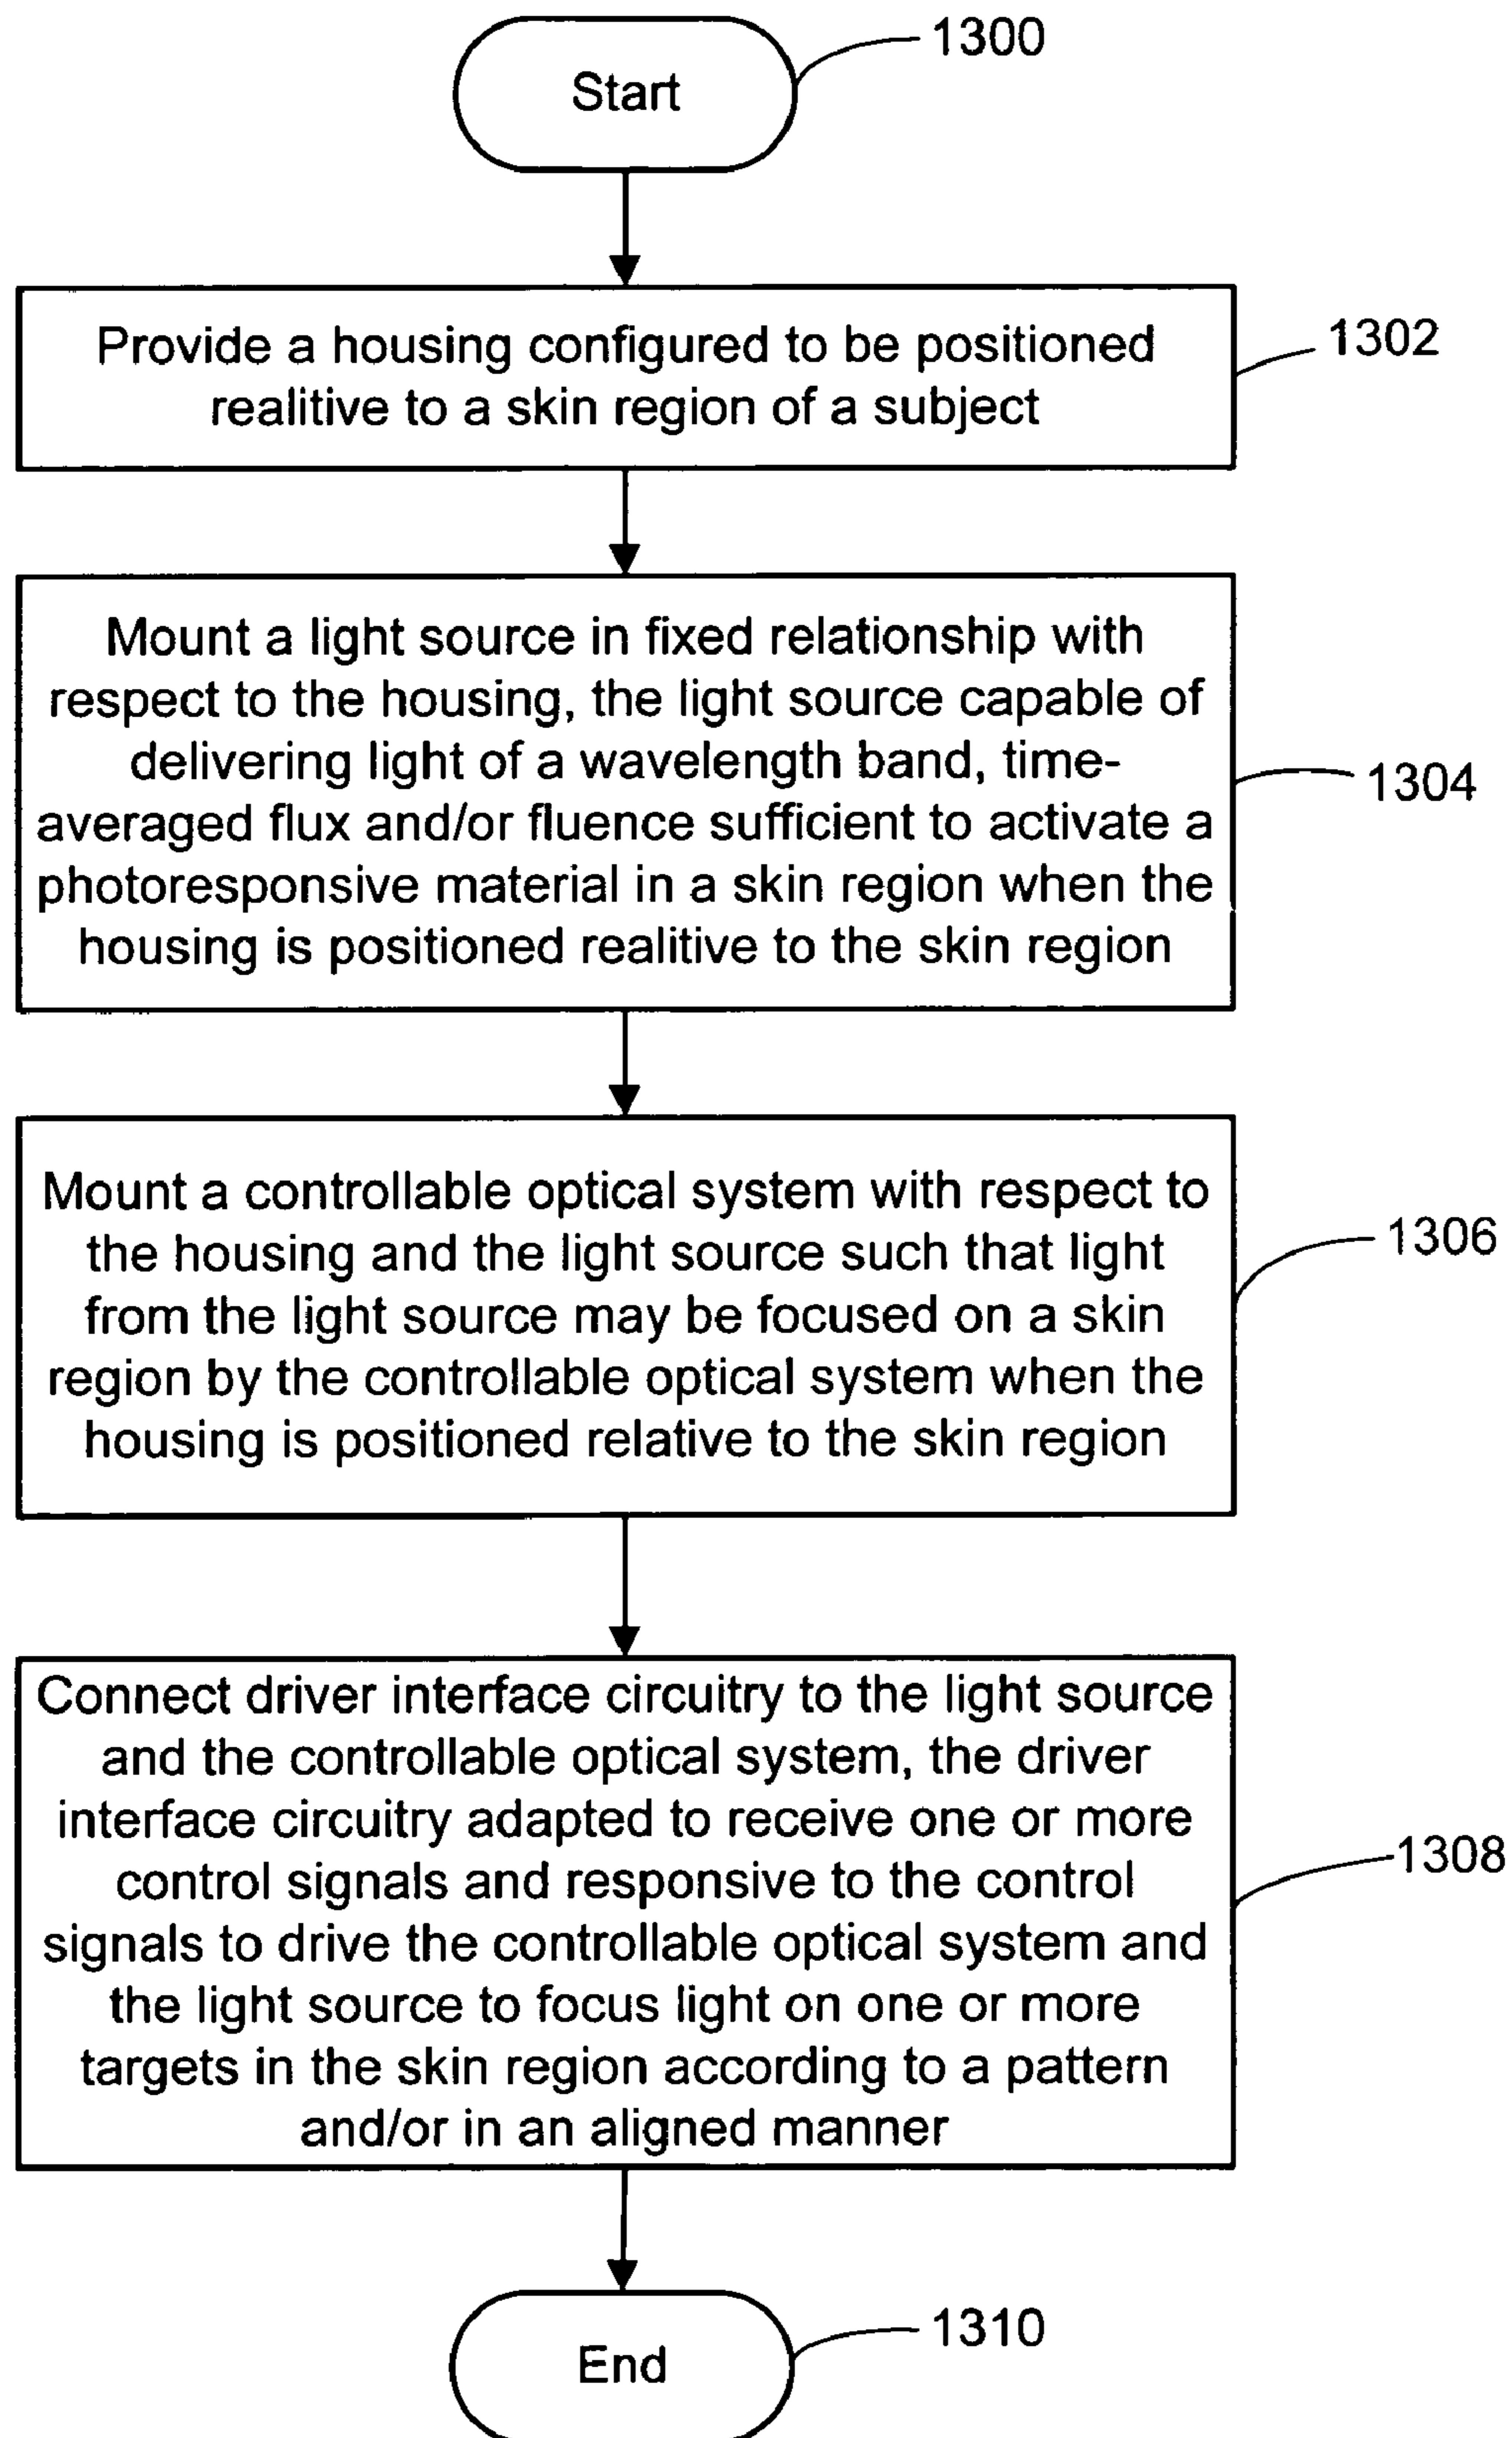 1300
Start
Provide a housing configured to be positioned
realitive to a skin region of a subject
1302
Mount a light source in fixed relationship with
respect to the housing, the light source capable of
delivering light of a wavelength band, time-
averaged flux and/or fluence sufficient to activate a
photoresponsive material in a skin region when the
housing is positioned realitive to the skin region
1304
Mount a controllable optical system with respect to
the housing and the light source such that light
from the light source may be focused on a skin
region by the controllable optical system when the
housing is positioned relative to the skin region
1306
Connect driver interface circuitry to the light source
and the controllable optical system, the driver
interface circuitry adapted to receive one or more
control signals and responsive to the control
signals to drive the controllable optical system and
the light source to focus light on one or more
targets in the skin region according to a pattern
and/or in an aligned manner
1308
End
1310